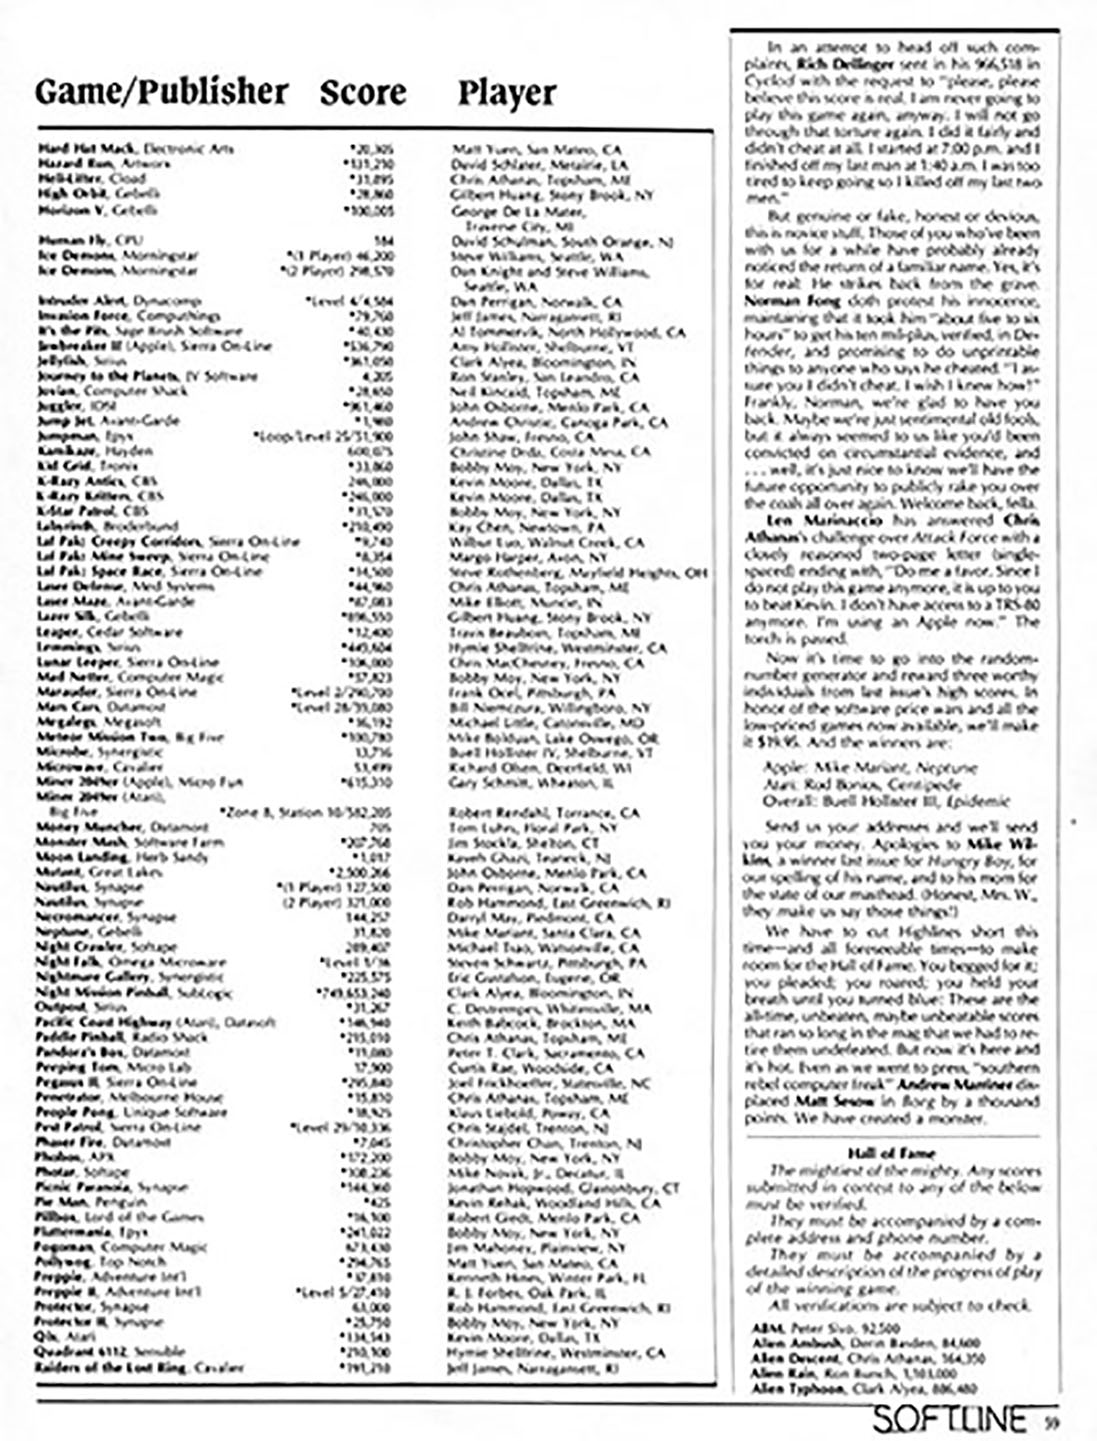 Game/Publisher Score Player
Hard Hat Mack, Electronic Arts *20,305 Matt Yuen, San Mateo, CA
Hazard Run, Artworx *131,210 David Schlater, Metairie, LA
Heli-Lifter, Cload *31,895 Chris Athanas, Topsham, ME
High Orbit, Gebelli *28,860 Gilbert Huang, Stony Brook, NY
Horizon V, Gebelli *100,005 George De La Mater,
Traverse City, MI
Human Fly, CPU 184 David Schulman, South Orange, NJ
Ice Demons, Morningstar *(1 Player) 46,200 Steve Williams, Seattle, WA
Ice Demons, Morningstar *(2 Player) 298,570 Dan Knight and Steve Williams,
Seattle, WA
Intruder Alert, Dynacomp *Level 4/4,584 Dan Perrigan, Norwalk, CA
Invasion Force, Computhings *79,760 Jeff James, Narragansett, RI
It's the Pits, Sage Brush Software *40,430 Al Tommervik, North Hollywood, CA
Jawbreaker II (Apple), Sierra On-Line *536,790 Amy Hollister, Shelburne, VT
Jellyfish, Sirius *361,050 Clark Alyea, Bloomington, IN
Journey to the Planets, JV Software 4,205 Ron Stanley, San Leandro, CA
Jovian, Computer Shack *28,650 Neil Kincaid, Topsham, ME
Juggler, IDSI *961,460 John Osborne, Menlo Park, CA
Jump Jet, Avant-Garde *1,980 Andrew Christie, Canoga Park, CA
Jumpman, Epyx *Loop/Level 25/51,900 John Shaw, Fresno, CA
Kamikaze, Hayden 600,075 Christine Drda, Costa Mesa, CA
Kid Grid, Tronix *33,860 Bobby Moy, New York, NY
K-Razy Antics, CBS 246,000 Kevin Moore, Dallas, TX
K-Razy Kritters, CBS *246,000 Kevin Moore, Dallas, TX
K-Star Patrol, CBS *31,570 Bobby Moy, New York, NY
Labyrinth, Broderbund *210,490 Kay Chen, Newtown, PA
Laf Pak: Creepy Corridors, Sierra On-Line *9,740 Wilbur Luo, Walnut Creek, CA
Laf Pak: Mine Sweep, Sierra On-Line *8,354 Margo Harper, Avon, NY
Laf Pak: Space Race, Sierra On-Line *14,500 Steve Rothenberg, Mayfield Heights, OH
Laser Defense, Med Systems *44,960 Chris Athanas, Topsham, ME
Laser Maze, Avant-Garde *87,083 Mike Elliott, Muncie, IN
Lazer Silk, Gebelli *896,550 Gilbert Huang, Stony Brook, NY
Leaper, Cedar Software *12,400 Travis Beaubom, Topsham, ME
Lemmings, Sirius *449,604 Hymie Shelltrine, Westminster, CA
Lunar Leeper, Sierra On-Line *106,000 Chris MacChesney, Fresno, CA
Mad Netter, Computer Magic *57,823 Bobby Moy, New York, NY
Marauder, Sierra On-Line *Level 2/290,700 Frank Ocel, Pittsburgh, PA
Mars Cars, Datamost *Level 28/39,080 Bill Niemczura, Willingboro, NY
Megalegs, Megasoft *36,192 Michael Little, Catonsville, MD
Meteor Mission Two, Big Five *100,780 Mike Bolduan, Lake Oswego, OR
Microbe, Synergistic 13,716 Buell Hollister IV, Shelburne, VT
Microwave, Cavalier 53,499 Richard Olsen, Deerfield, WI
Miner 2049er (Apple), Micro Fun *615,310 Gary Schmitt, Wheaton, IL
Miner 2049er (Atari),
Big Five *Zone 8, Station 10/582,205 Robert Rendahl, Torrance, CA
Money Muncher, Datamost 705 Tom Luhrs, Floral Park, NY
Monster Mash, Software Farm *207,768 Jim Stockla, Shelton, CT
Moon Landing, Herb Sandy *1,017 Kaveh Ghazi, Teaneck, NJ
Mutant, Great Lakes *2,500,266 John Osborne, Menlo Park, CA
Nautilus, Synapse *(1 Player) 127,500 Dan Perrigan, Norwalk, CA
Nautilus, Synapse (2 Player) 321,000 Rob Hammond, East Greenwich, RI
Necromancer, Synapse 144,257 Darryl May, Piedmont, CA
Neptune, Gebelli 31,820 Mike Mariant, Santa Clara, CA
Night Crawler, Softape 289,407 Michael Tsao, Watsonville, CA
Night Falk, Omega Microware *Level 5/36 Steven Schwartz, Pittsburgh, PA
Nightmare Gallery, Synergistic *225,575 Eric Gustafson, Eugene, OR
Night Mission Pinball, SubLogic *749,653,240 Clark Alyea, Bloomington, IN
Outpost, Sirius *31,267 C. Destrempes, Whitinsville, MA
Pacific Coast Highway (Atari), Datasoft *146,940 Keith Babcock, Brockton, MA
Paddle Pinball, Radio Shack *215,010 Chris Athanas, Topsham, ME
Pandora's Box, Datamost *11,080 Peter T. Clark, Sacramento, CA
Peeping Tom, Micro Lab 17,900 Curtis Rae, Woodside, CA
Pegasus II, Sierra On-Line *295,840 Joel Frickhoeffer, Statesville, NC
Penetrator, Melbourne House *15,810 Chris Athanas, Topsham, ME
People Pong, Unique Software *18,925 Klaus Liebold, Poway, CA
Pest Patrol, Sierra On-Line *Level 29/30,336 Chris Stajdel, Trenton, NJ
Phaser Fire, Datamost *7,045 Christopher Chan, Trenton, NJ
Phobos, APX *172,200 Bobby Moy, New York, NY
Photar, Softape *308,236 Mike Novak, Jr., Decatur, IL
Picnic Paranoia, Synapse *144,360 Jonathan Hopwood, Glastonbury, CT
Pie Man, Penguin *425 Kevin Rehak, Woodland Hills, CA
Pillbox, Lord of the Games *16,500 Robert Giedt, Menlo Park, CA
Plattermania, Epyx *241,022 Bobby Moy, New York, NY
Pogoman, Computer Magic 673,430 Jim Mahoney, Plainview, NY
Pollywog, Top Notch *294,765 Matt Yuen, San Mateo, CA
Preppie, Adventure Int'l *37,810 Kenneth Hines, Winter Park, FL
Preppie II, Adventure Int'l *Level 5/27,410 R. J. Forbes, Oak Park, IL
Protector, Synapse 63,000 Rob Hammond, East Greenwich, RI
Protector II, Synapse *25,750 Bobby Moy, New York, NY
Qix, Atari *134,543 Kevin Moore, Dallas, TX
Quadrant 6112, Sensible *210,100 Hymie Shelltrine, Westminster, CA
Raiders of the Lost Ring, Cavalier *191,210 Jeff James, Narragansett, RI
In an attempt to head off such com-
plaints, Rich Dellinger sent in his 966,518 in
Cyclod with the request to "please, please
believe this score is real. I am never going to
play this game again, anyway. I will not go
through that torture again. I did it fairly and
didn't cheat at all. I started at 7:00 p.m. and I
finished off my last man at 1:40 a.m. I was too
tired to keep going so I killed off my last two
men."
But genuine or fake, honest or devious,
this is novice stuff. Those of you who've been
with us for a while have probably already
noticed the return of a familiar name. Yes, it's
for real: He strikes back from the grave.
Norman Fong doth protest his innocence,
maintaining that it took him "about five to six
hours" to get his ten mil-plus, verified, in De-
fender, and promising to do unprintable
things to anyone who says he cheated. "I as-
sure you I didn't cheat. I wish I knew how!"
Frankly, Norman, we're glad to have you
back. Maybe we're just sentimental old fools,
but it always seemed to us like you'd been
convicted on circumstantial evidence, and
. . . well, it's just nice to know we'll have the
future opportunity to publicly rake you over
the coals all over again. Welcome back, fella.
Len Marinaccio has answered Chris
Athanas's challenge over Attack Force with a
closely reasoned two-page letter (single-
spaced) ending with, "Do me a favor. Since I
do not play this game anymore, it is up to you
to beat Kevin. I don't have access to a TRS-80
anymore. I'm using an Apple now." The
torch is passed.
Now it's time to go into the random-
number generator and reward three worthy
individuals from last issue's high scores. In
honor of the software price wars and all the
low-priced games now available, we'll make
it $19.95. And the winners are:
Apple: Mike Mariant, Neptune
Atari: Rod Bonios, Centipede
Overall: Buell Hollister III, Epidemic
Send us your addresses and we'll send
you your money. Apologies to Mike Wil-
kins, a winner last issue for Hungry Boy, for
our spelling of his name, and to his mom for
the state of our masthead. (Honest, Mrs. W.,
they make us say those things!)
We have to cut Highlines short this
time—and all foreseeable times—to make
room for the Hall of Fame. You begged for it;
you pleaded; you roared; you held your
breath until you turned blue: These are the
all-time, unbeaten, maybe unbeatable scores
that ran so long in the mag that we had to re-
tire them undefeated. But now it's here and
it's hot. Even as we went to press, "southern
rebel computer freak" Andrew Marriner dis-
placed Matt Sesow in Borg by a thousand
points. We have created a monster.
Hall of Fame
The mightiest of the mighty. Any scores
submitted in contest to any of the below
must be verified.
They must be accompanied by a com-
plete address and phone number.
They must be accompanied by a
detailed description of the progress of play
of the winning game.
All verifications are subject to check.
ABM, Peter Sivo, 92,500
Alien Ambush, Dorin Basden, 84,600
Alien Descent, Chris Athanas, 164,350
Alien Rain, Ron Bunch, 1,103,000
Alien Typhoon, Clark Alyea, 886,480
SOFTLINE 59